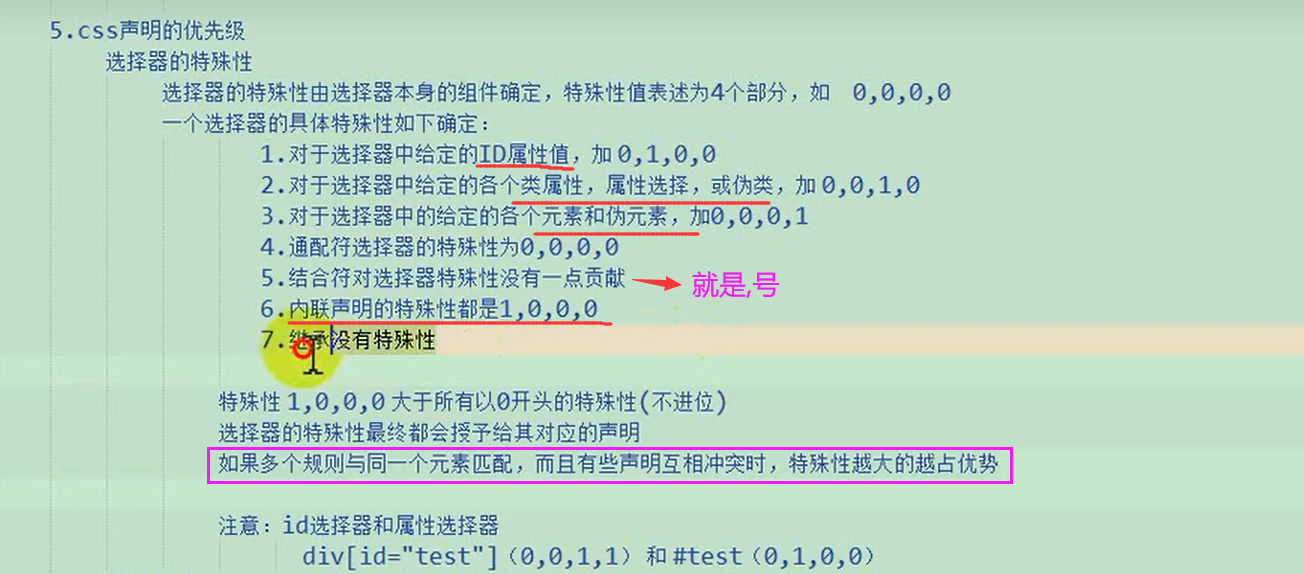 5.css声明的优先级
选择器的特殊性
选择器的特殊性由选择器本身的组件确定，特殊性值表述为4个部分，如 0,0,0,0
一个选择器的具体特殊性如下确定：
1.对于选择器中给定的ID属性值，加 0,1,0,0
2.对于选择器中给定的各个类属性，属性选择，或伪类，加 0,0,1,0
3.对于选择器中的给定的各个元素和伪元素，加0,0,0,1
4.通配符选择器的特殊性为0,0,0,0
5.结合符对选择器特殊性没有一点贡献 就是,号
6.内联声明的特殊性都是1,0,0,0
7.继承没有特殊性
特殊性 1,0,0,0 大于所有以0开头的特殊性(不进位)
选择器的特殊性最终都会授予给其对应的声明
如果多个规则与同一个元素匹配，而且有些声明互相冲突时，特殊性越大的越占优势
注意：id选择器和属性选择器
div[id="test"]（0,0,1,1）和 #test（0,1,0,0）